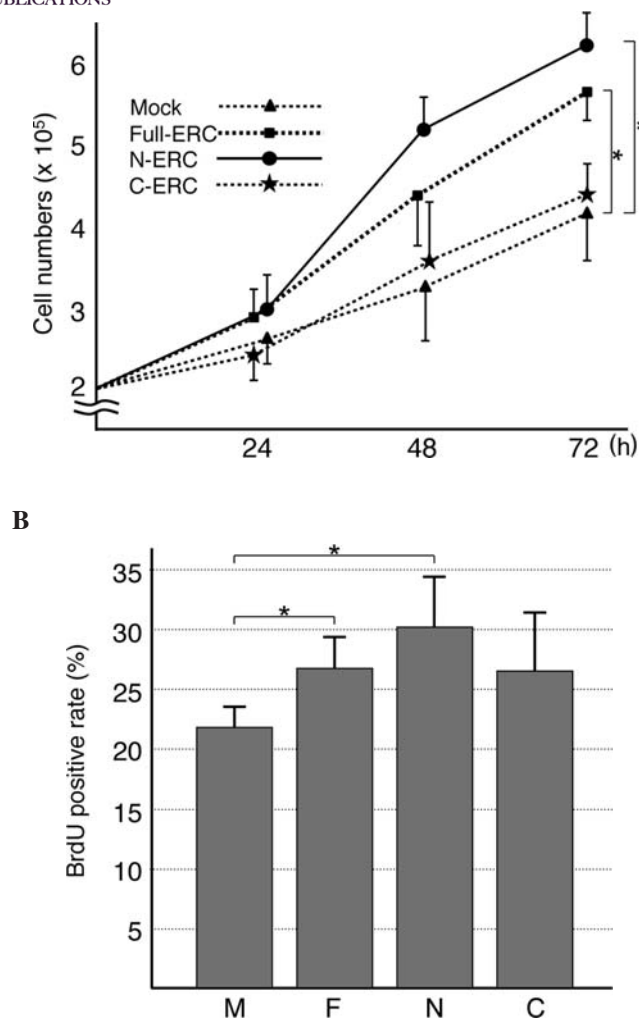 UBLICATIONS
6
5
4
3
2
Cell numbers (x 10⁵)
Mock
Full-ERC
N-ERC
C-ERC
*
*
24 48 72 (h)
B
BrdU positive rate (%)
35
30
25
20
15
10
5
*
*
M F N C